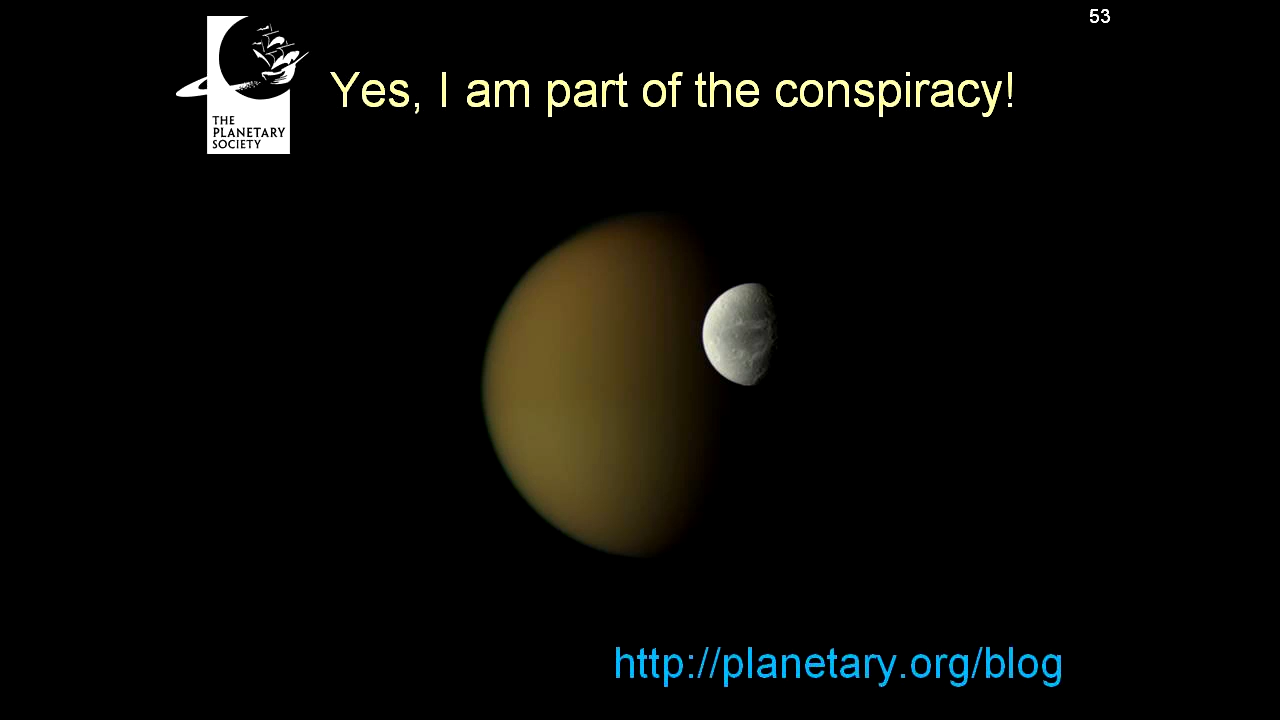 53
Yes, I am part of the conspiracy!
THE
PLANETARY
SOCIETY
http://planetary.org/blog